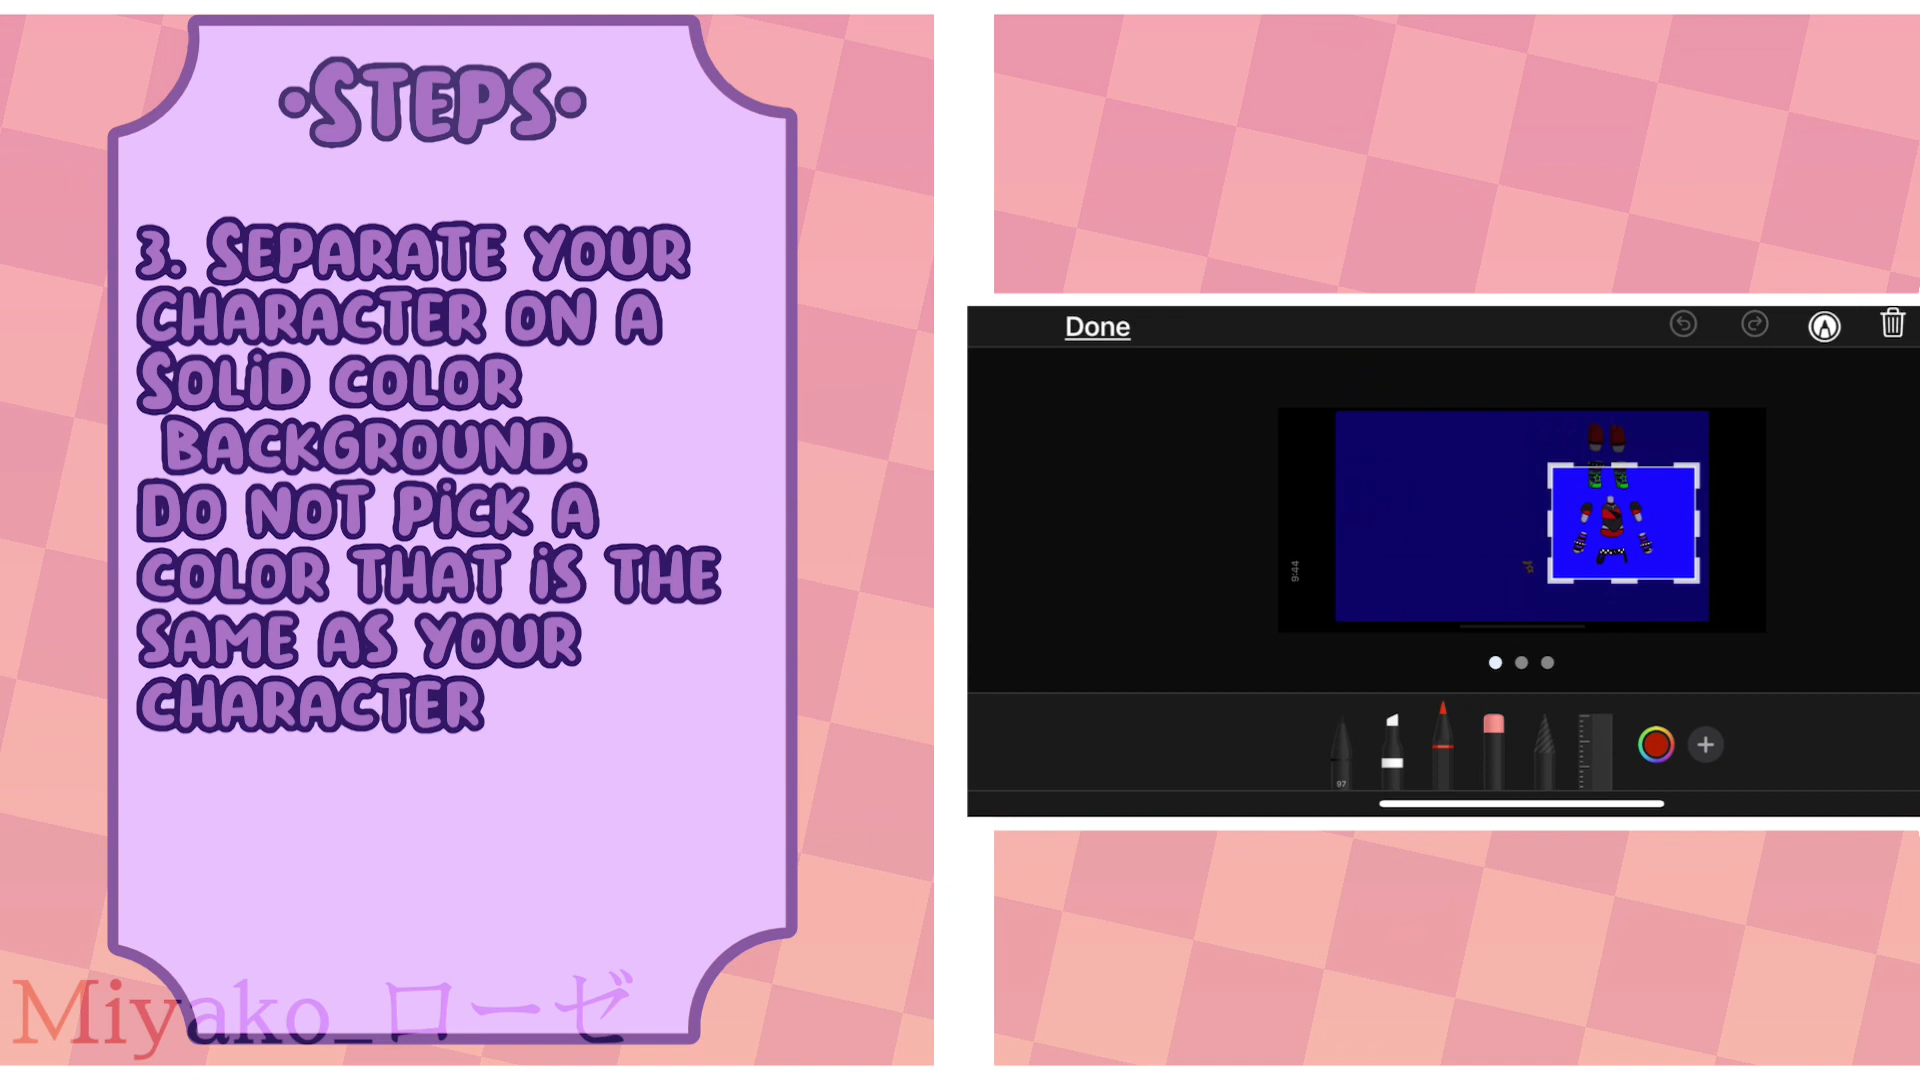 •STEPS•
3. SEPARATE YOUR
CHARACTER ON A
SOLiD COLOR
BACKGROUND.
DO NOT PiCK A
COLOR THAT iS THE
SAME AS YOUR
CHARACTER
Miyako_ローゼ
Done
9:44
97